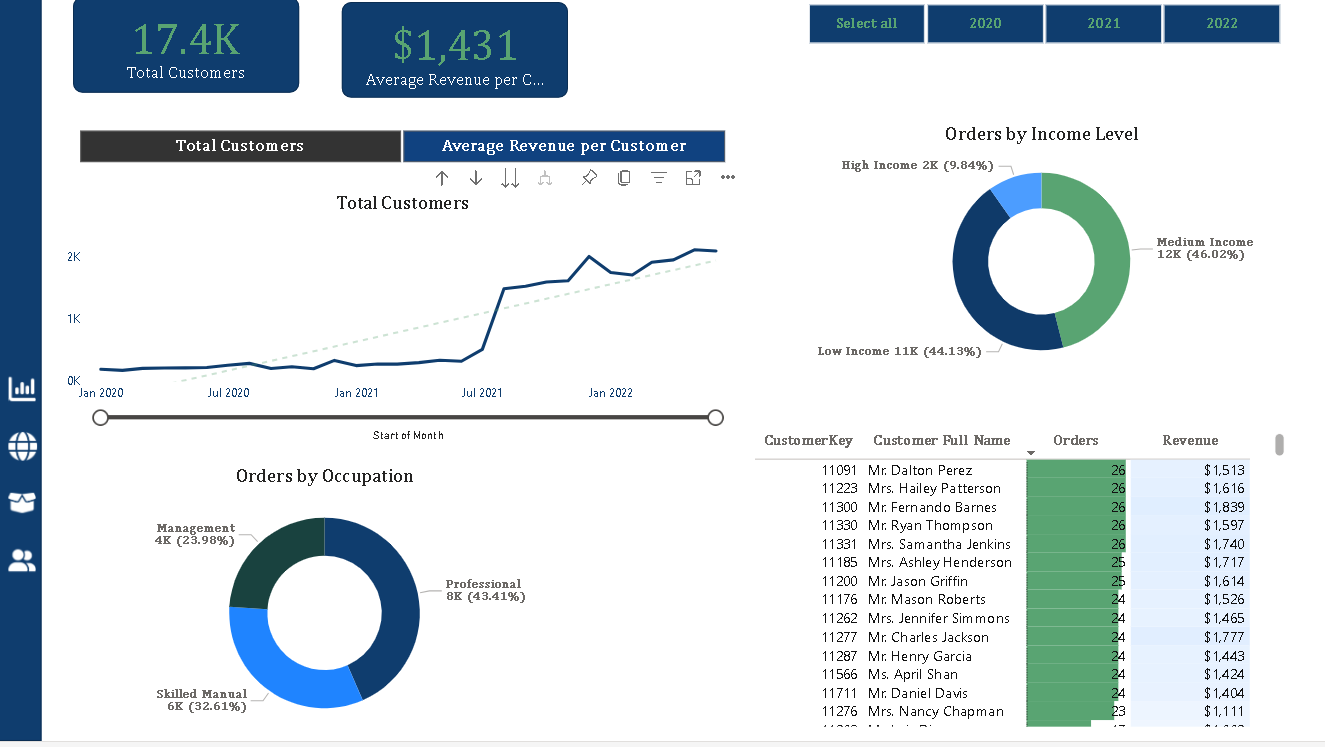 17.4K
Total Customers
$1,431
Average Revenue per C...
Select all 2020 2021 2022
Total Customers Average Revenue per Customer
Total Customers
2K
1K
0K
Jan 2020 Jul 2020 Jan 2021 Jul 2021 Jan 2022
Start of Month
Orders by Income Level
High Income 2K (9.84%)
Medium Income
12K (46.02%)
Low Income 11K (44.13%)
Orders by Occupation
Management
4K (23.98%)
Professional
8K (43.41%)
Skilled Manual
6K (32.61%)
CustomerKey Customer Full Name Orders Revenue
11091 Mr. Dalton Perez 26 $1,513
11223 Mrs. Hailey Patterson 26 $1,616
11300 Mr. Fernando Barnes 26 $1,839
11330 Mr. Ryan Thompson 26 $1,597
11331 Mrs. Samantha Jenkins 26 $1,740
11185 Mrs. Ashley Henderson 25 $1,717
11200 Mr. Jason Griffin 25 $1,614
11176 Mr. Mason Roberts 24 $1,526
11262 Mrs. Jennifer Simmons 24 $1,465
11277 Mr. Charles Jackson 24 $1,777
11287 Mr. Henry Garcia 24 $1,443
11566 Ms. April Shan 24 $1,424
11711 Mr. Daniel Davis 24 $1,404
11276 Mrs. Nancy Chapman 23 $1,111